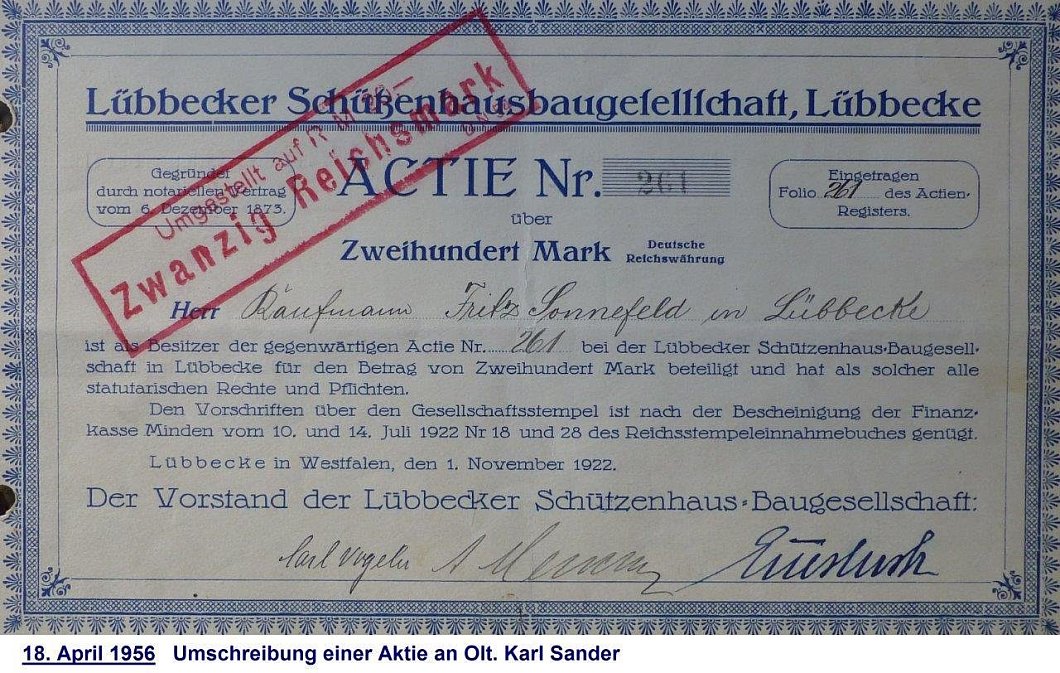 Lübbecker Schüßenhausbaugesellschaft, Lübbecke
Umgestellt auf R M 20.—
Zwanzig Reichsmark
Gegründet
durch notariellen Vertrag
vom 6. Dezember 1873.
ACTIE Nr. 261
Eingetragen
Folio 261 des Actien-
Registers.
über
Zweihundert Mark Deutsche
Reichswährung
Herr Kaufmann Fritz Sonnefeld in Lübbecke
ist als Besitzer der gegenwärtigen Actie Nr. 261 bei der Lübbecker Schützenhaus-Baugesell-
schaft in Lübbecke für den Betrag von Zweihundert Mark beteiligt und hat als solcher alle
statutarischen Rechte und Pflichten.
Den Vorschriften über den Gesellschaftsstempel ist nach der Bescheinigung der Finanz-
kasse Minden vom 10. und 14. Juli 1922 Nr 18 und 28 des Reichsstempeleinnahmebuches genügt.
Lübbecke in Westfalen, den 1. November 1922.
Der Vorstand der Lübbecker Schützenhaus-Baugesellschaft:
Carl Vogeler
18. April 1956 Umschreibung einer Aktie an Olt. Karl Sander